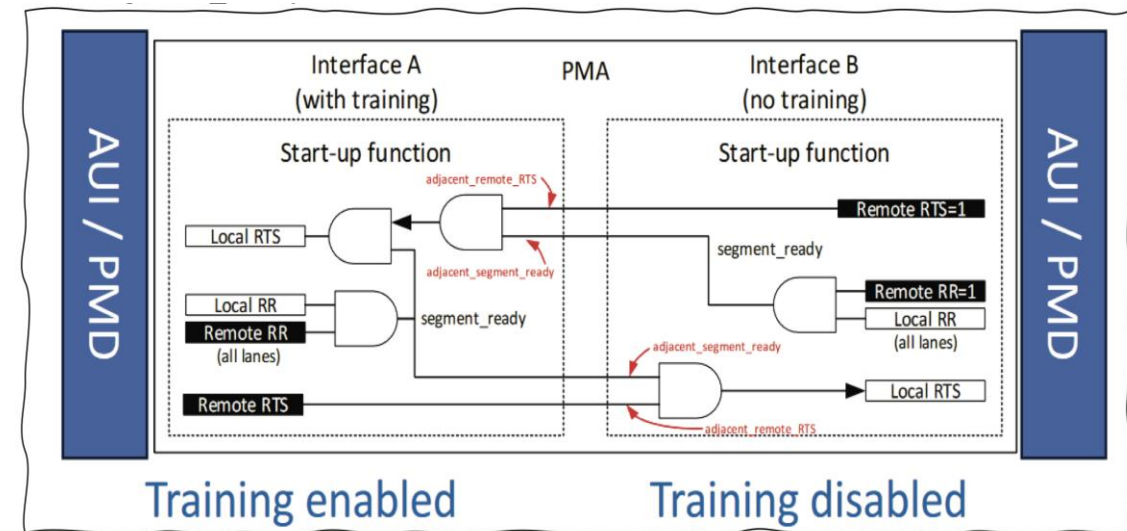 Interface A
(with training)
PMA
Interface B
(no training)
AUI / PMD
Start-up function
adjacent_remote_RTS
Local RTS
adjacent_segment_ready
Local RR
Remote RR
(all lanes)
segment_ready
Remote RTS
Start-up function
Remote RTS=1
segment_ready
Remote RR=1
Local RR
(all lanes)
adjacent_segment_ready
Local RTS
adjacent_remote_RTS
AUI / PMD
Training enabled
Training disabled